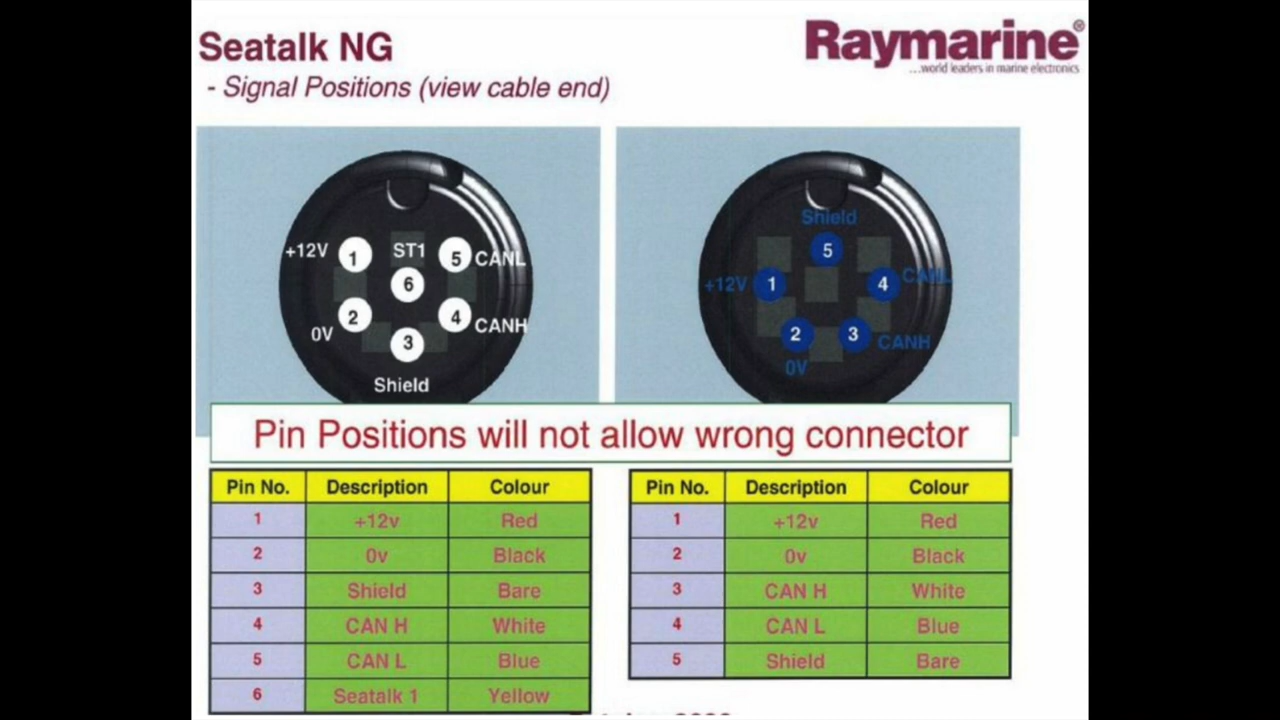 Seatalk NG
Raymarine®
...world leaders in marine electronics
- Signal Positions (view cable end)
+12V 1 ST1 5 CANL
6
2 4 CANH
0V 3
Shield
Shield
5
+12V 1 4 CANL
2 3 CANH
0V
Pin Positions will not allow wrong connector
Pin No. Description Colour
1 +12v Red
2 0v Black
3 Shield Bare
4 CAN H White
5 CAN L Blue
6 Seatalk 1 Yellow
Pin No. Description Colour
1 +12v Red
2 0v Black
3 CAN H White
4 CAN L Blue
5 Shield Bare